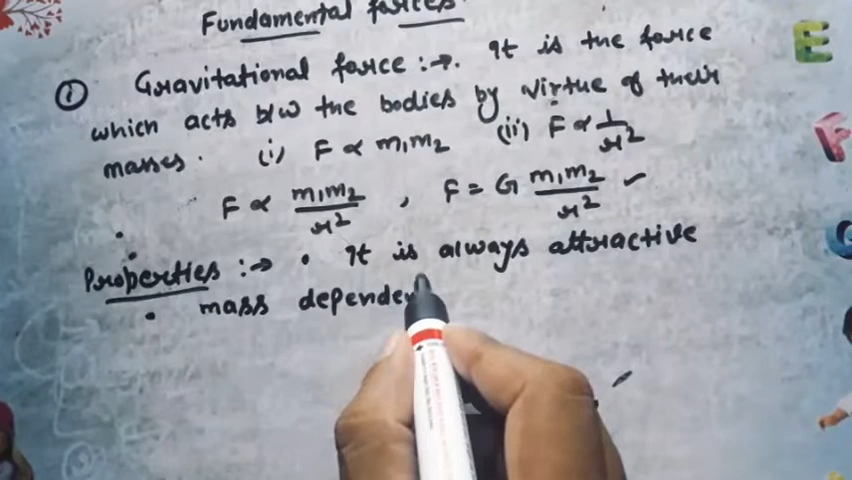 Fundamental forces
① Gravitational force :→. It is the force
which acts b/w the bodies by virtue of their
masses. (i) F ∝ m₁m₂ (ii) F ∝ 1/r²
F ∝ m₁m₂/r² , F = G m₁m₂/r² ✓
Properties :→ • It is always attractive
• mass depende
E
F
G